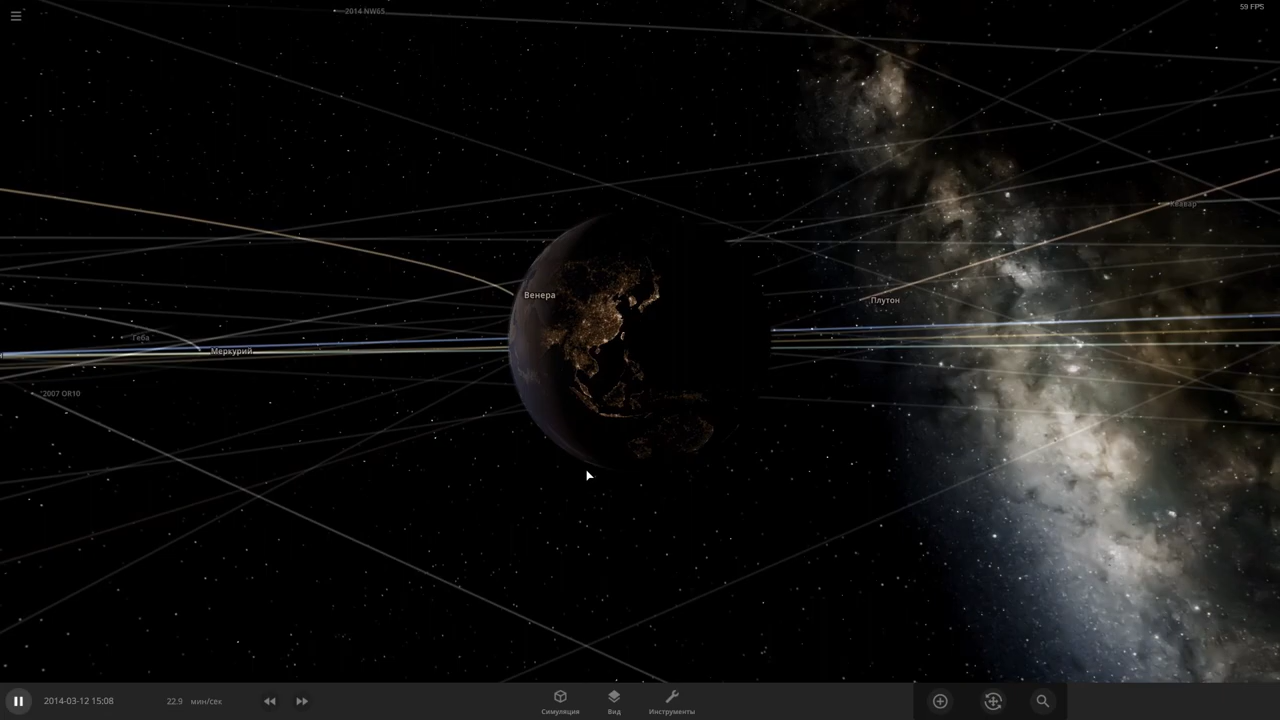 2014 NW65
59 FPS
Квавар
Венера
Плутон
Геба
Меркурий
2007 OR10
2014-03-12 15:08
22.9 мин/сек
Симуляция
Вид
Инструменты